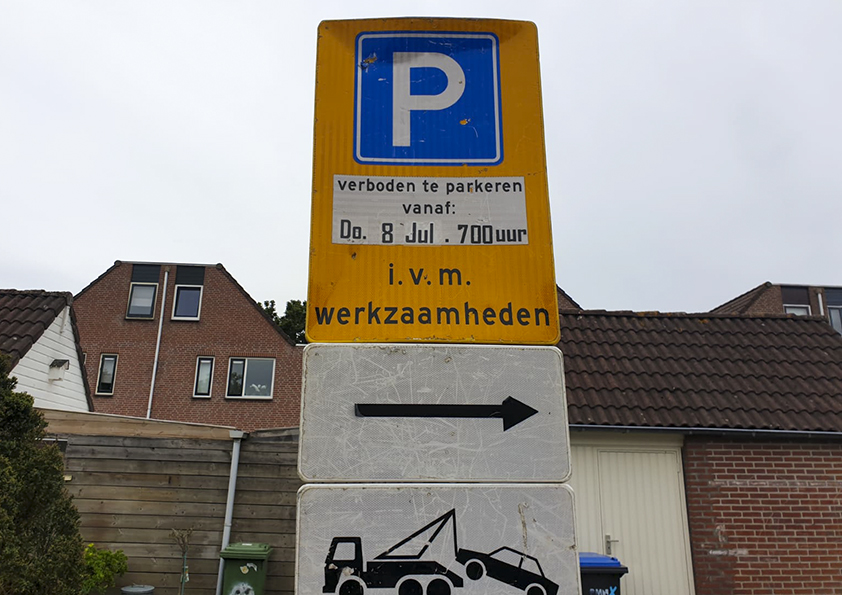 P
verboden te parkeren
vanaf:
Do. 8 Jul . 700 uur
i.v.m.
werkzaamheden